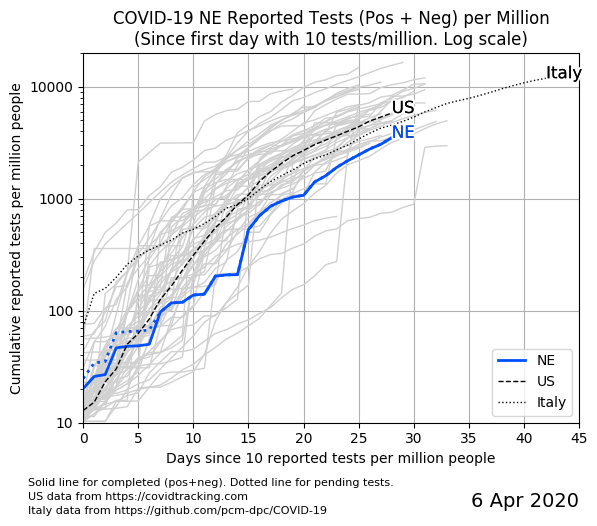 COVID-19 NE Reported Tests (Pos + Neg) per Million
(Since first day with 10 tests/million. Log scale)
Cumulative reported tests per million people
10000
1000
100
10
Italy
US
NE
NE
US
Italy
0 5 10 15 20 25 30 35 40 45
Days since 10 reported tests per million people
Solid line for completed (pos+neg). Dotted line for pending tests.
US data from https://covidtracking.com
Italy data from https://github.com/pcm-dpc/COVID-19
6 Apr 2020